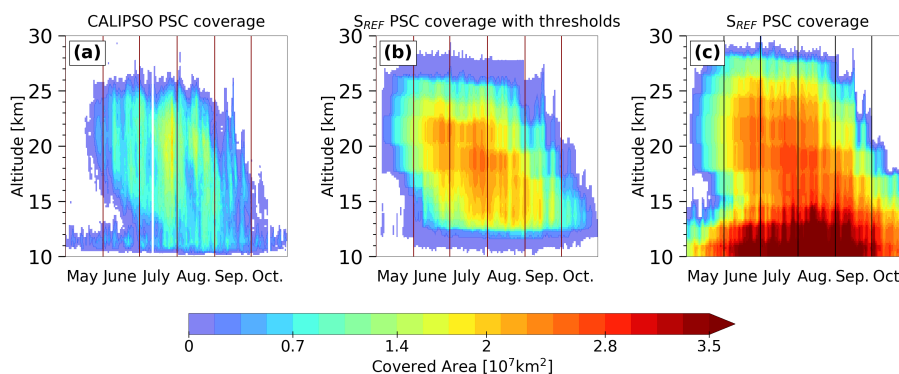 CALIPSO PSC coverage
(a)
Altitude [km]
30
25
20
15
10
May June July Aug. Sep. Oct.
S_REF PSC coverage with thresholds
(b)
Altitude [km]
30
25
20
15
10
May June July Aug. Sep. Oct.
S_REF PSC coverage
(c)
Altitude [km]
30
25
20
15
10
May June July Aug. Sep. Oct.
0 0.7 1.4 2 2.8 3.5
Covered Area [10⁷km²]